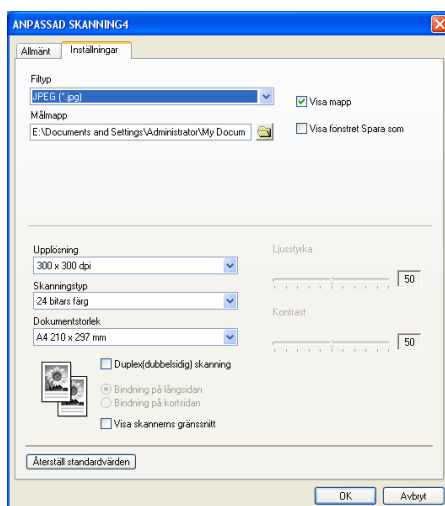 ANPASSAD SKANNING4
Allmänt
Inställningar
Filtyp
JPEG (*.jpg)
Visa mapp
Målmapp
E:\Documents and Settings\Administrator\My Docum
Visa fönstret Spara som
Upplösning
300 x 300 dpi
Skanningstyp
24 bitars färg
Dokumentstorlek
A4 210 x 297 mm
Ljusstyrka
50
Kontrast
50
Duplex(dubbelsidig) skanning
Bindning på långsidan
Bindning på kortsidan
Visa skannerns gränssnitt
Återställ standardvärden
OK
Avbryt